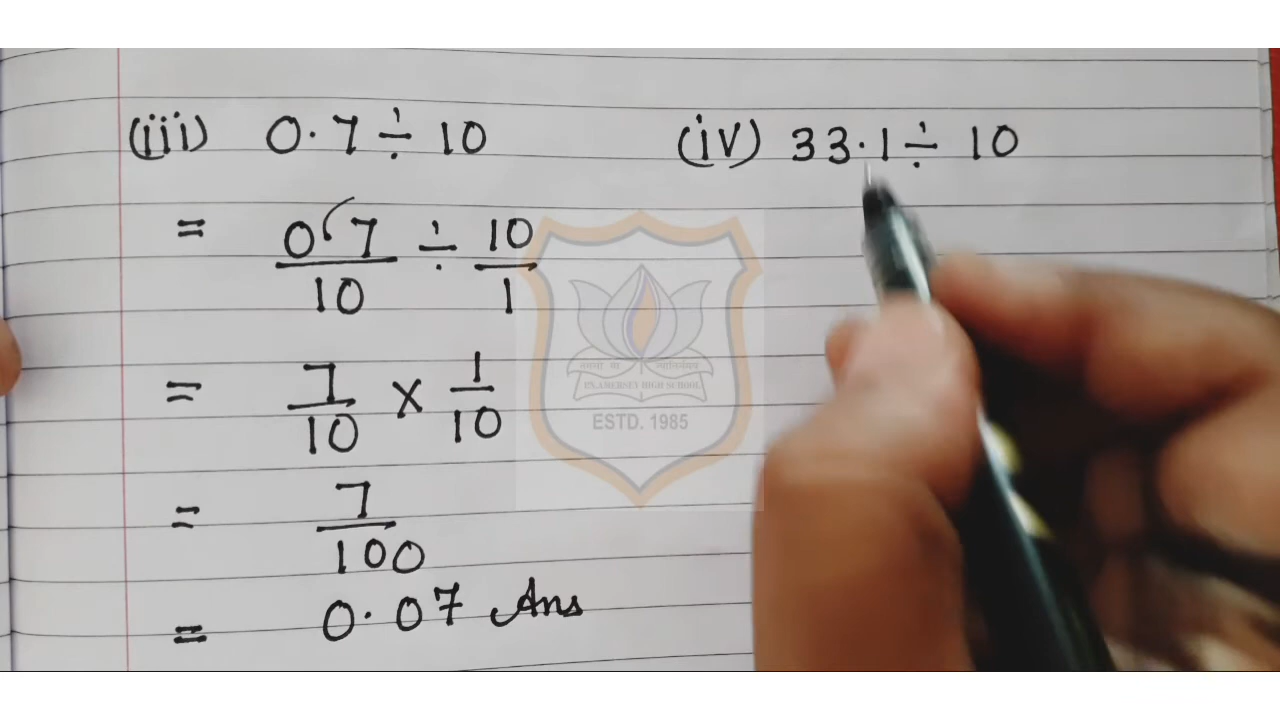 (iii) 0.7 ÷ 10
= 0 7/10 ÷ 10/1
= 7/10 × 1/10
= 7/100
= 0.07 Ans
(iv) 33.1 ÷ 10
ESTD. 1985